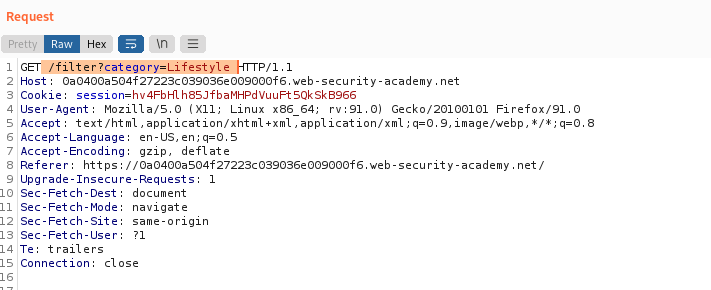 Request
Pretty Raw Hex \n
1 GET /filter?category=Lifestyle HTTP/1.1
2 Host: 0a0400a504f27223c039036e009000f6.web-security-academy.net
3 Cookie: session=hv4FbHlh85JfbaMHPdVuuFt5QkSkB966
4 User-Agent: Mozilla/5.0 (X11; Linux x86_64; rv:91.0) Gecko/20100101 Firefox/91.0
5 Accept: text/html,application/xhtml+xml,application/xml;q=0.9,image/webp,*/*;q=0.8
6 Accept-Language: en-US,en;q=0.5
7 Accept-Encoding: gzip, deflate
8 Referer: https://0a0400a504f27223c039036e009000f6.web-security-academy.net/
9 Upgrade-Insecure-Requests: 1
10 Sec-Fetch-Dest: document
11 Sec-Fetch-Mode: navigate
12 Sec-Fetch-Site: same-origin
13 Sec-Fetch-User: ?1
14 Te: trailers
15 Connection: close
16
17